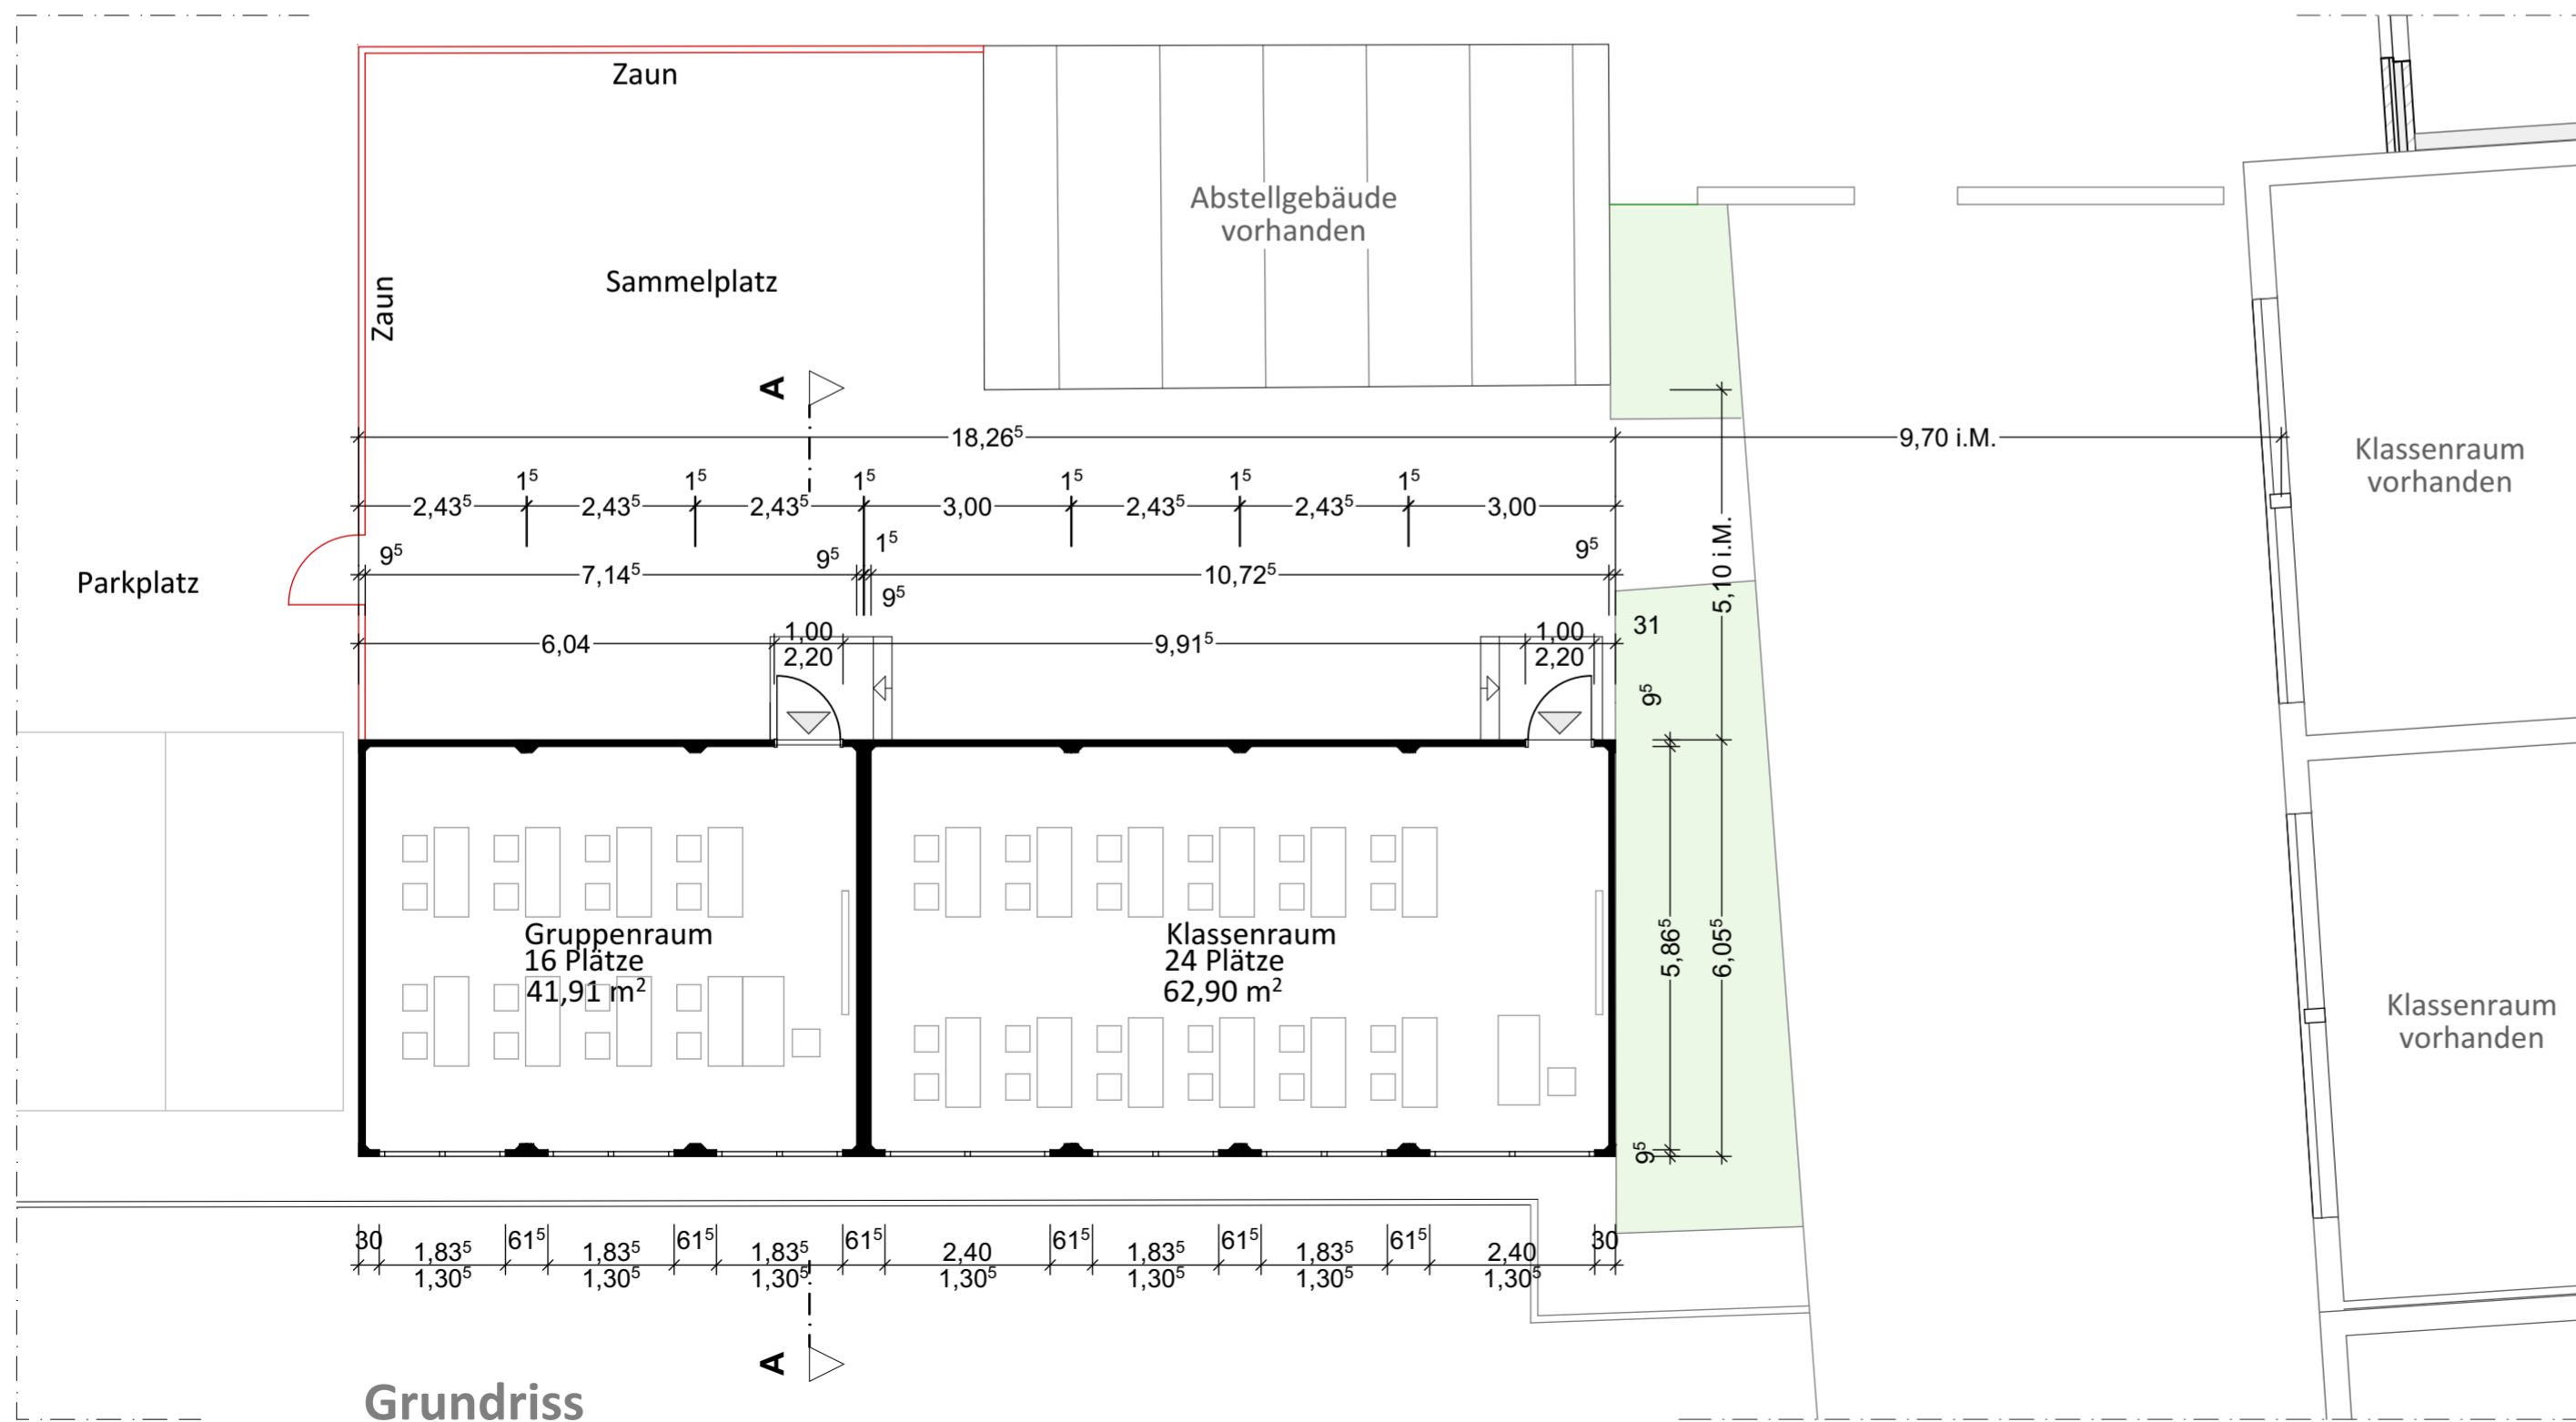 Zaun
Abstellgebäude
vorhanden
Sammelplatz
Zaun
A
18,26⁵
9,70 i.M.
Klassenraum
vorhanden
1⁵ 1⁵ 1⁵ 1⁵ 1⁵ 1⁵
2,43⁵ 2,43⁵ 2,43⁵ 3,00 2,43⁵ 2,43⁵ 3,00
5,10 i.M.
9⁵ 9⁵ 1⁵ 9⁵
Parkplatz
7,14⁵ 10,72⁵
9⁵
6,04 1,00 9,91⁵ 1,00 31
2,20 2,20
9⁵
Gruppenraum
16 Plätze
41,91 m²
Klassenraum
24 Plätze
62,90 m²
5,86⁵ 6,05⁵
Klassenraum
vorhanden
9⁵
30 61⁵ 61⁵ 61⁵ 61⁵ 61⁵ 61⁵ 30
1,83⁵ 1,83⁵ 1,83⁵ 2,40 1,83⁵ 1,83⁵ 2,40
1,30⁵ 1,30⁵ 1,30⁵ 1,30⁵ 1,30⁵ 1,30⁵ 1,30⁵
A
Grundriss